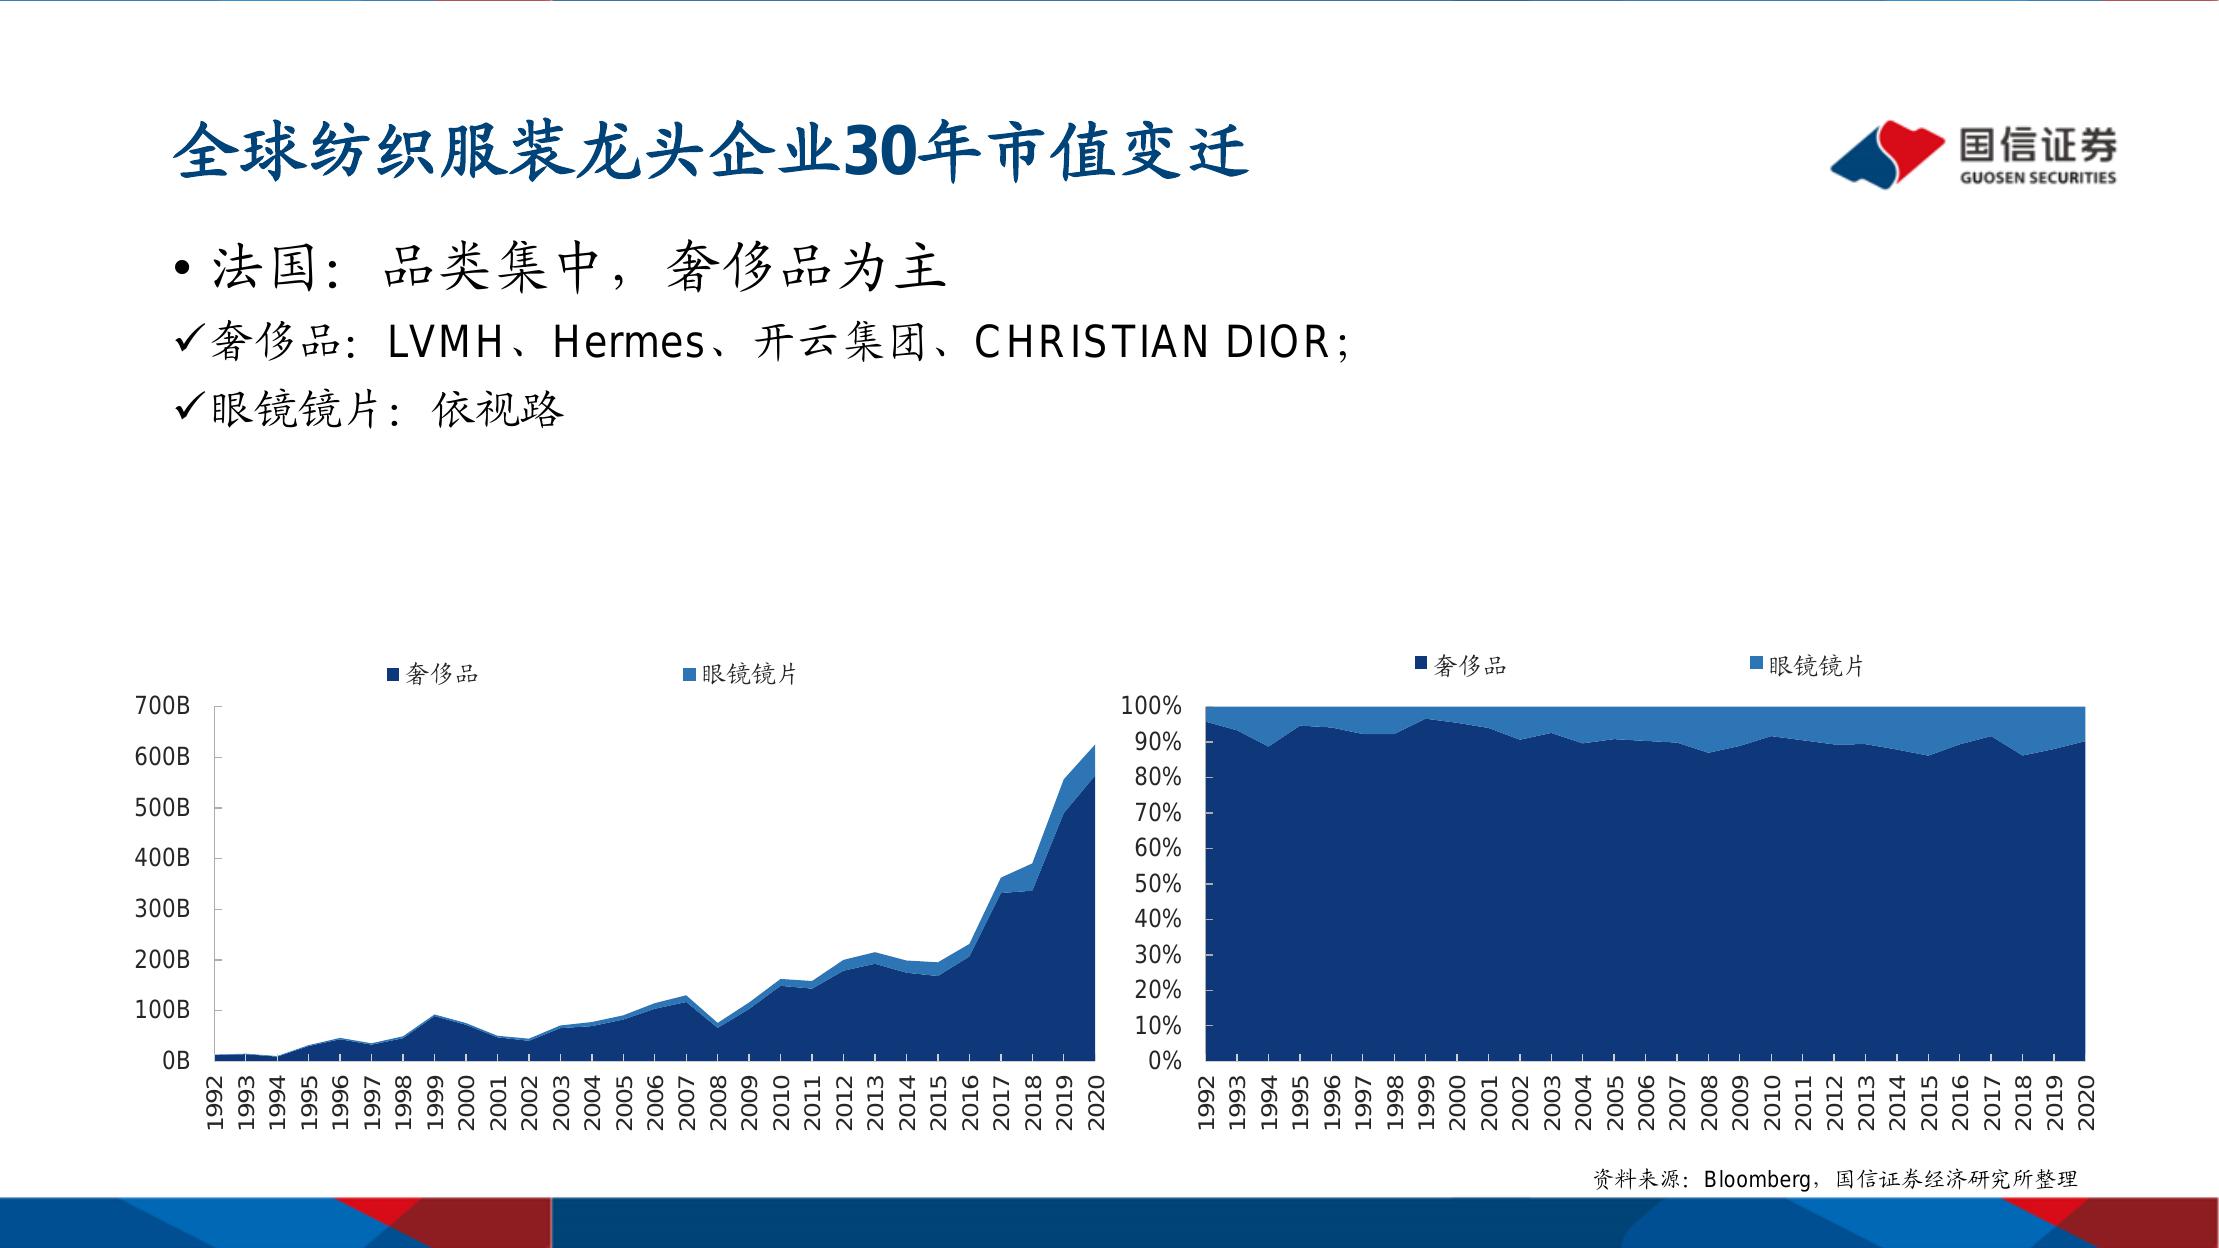 全球纺织服装龙头企业30年市值变迁
国信证券
GUOSEN SECURITIES
• 法国：品类集中，奢侈品为主
✓奢侈品：LVMH、Hermes、开云集团、CHRISTIAN DIOR；
✓眼镜镜片：依视路
奢侈品 眼镜镜片
700B
600B
500B
400B
300B
200B
100B
0B
1992 1993 1994 1995 1996 1997 1998 1999 2000 2001 2002 2003 2004 2005 2006 2007 2008 2009 2010 2011 2012 2013 2014 2015 2016 2017 2018 2019 2020
奢侈品 眼镜镜片
100%
90%
80%
70%
60%
50%
40%
30%
20%
10%
0%
1992 1993 1994 1995 1996 1997 1998 1999 2000 2001 2002 2003 2004 2005 2006 2007 2008 2009 2010 2011 2012 2013 2014 2015 2016 2017 2018 2019 2020
资料来源：Bloomberg，国信证券经济研究所整理